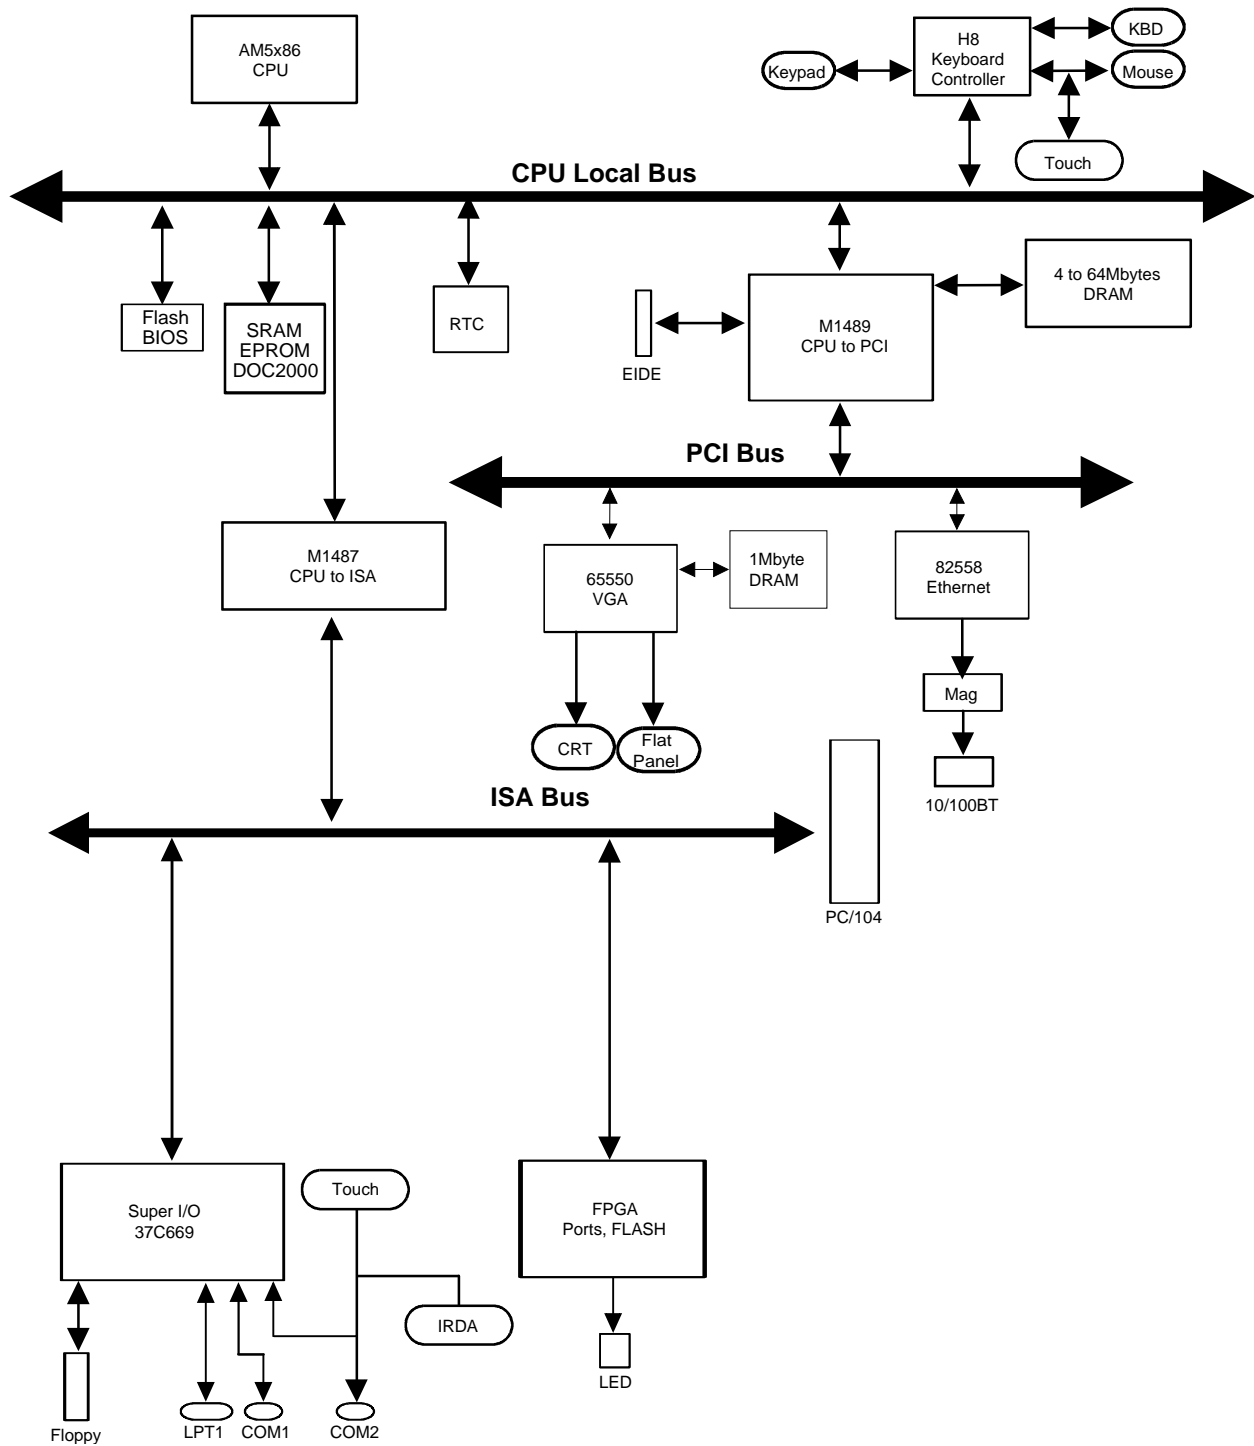 AM5x86
CPU
H8
Keyboard
Controller
KBD
Keypad
Mouse
Touch
CPU Local Bus
Flash
BIOS
SRAM
EPROM
DOC2000
RTC
EIDE
M1489
CPU to PCI
4 to 64Mbytes
DRAM
PCI Bus
M1487
CPU to ISA
65550
VGA
1Mbyte
DRAM
82558
Ethernet
Mag
CRT
Flat
Panel
10/100BT
ISA Bus
PC/104
Super I/O
37C669
Touch
FPGA
Ports, FLASH
IRDA
LED
Floppy
LPT1
COM1
COM2